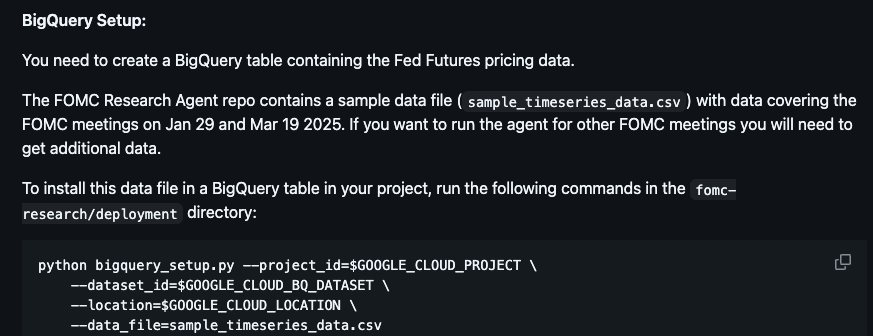 BigQuery Setup:
You need to create a BigQuery table containing the Fed Futures pricing data.
The FOMC Research Agent repo contains a sample data file (sample_timeseries_data.csv) with data covering the
FOMC meetings on Jan 29 and Mar 19 2025. If you want to run the agent for other FOMC meetings you will need to
get additional data.
To install this data file in a BigQuery table in your project, run the following commands in the fomc-
research/deployment directory:
python bigquery_setup.py --project_id=$GOOGLE_CLOUD_PROJECT \
    --dataset_id=$GOOGLE_CLOUD_BQ_DATASET \
    --location=$GOOGLE_CLOUD_LOCATION \
    --data_file=sample_timeseries_data.csv